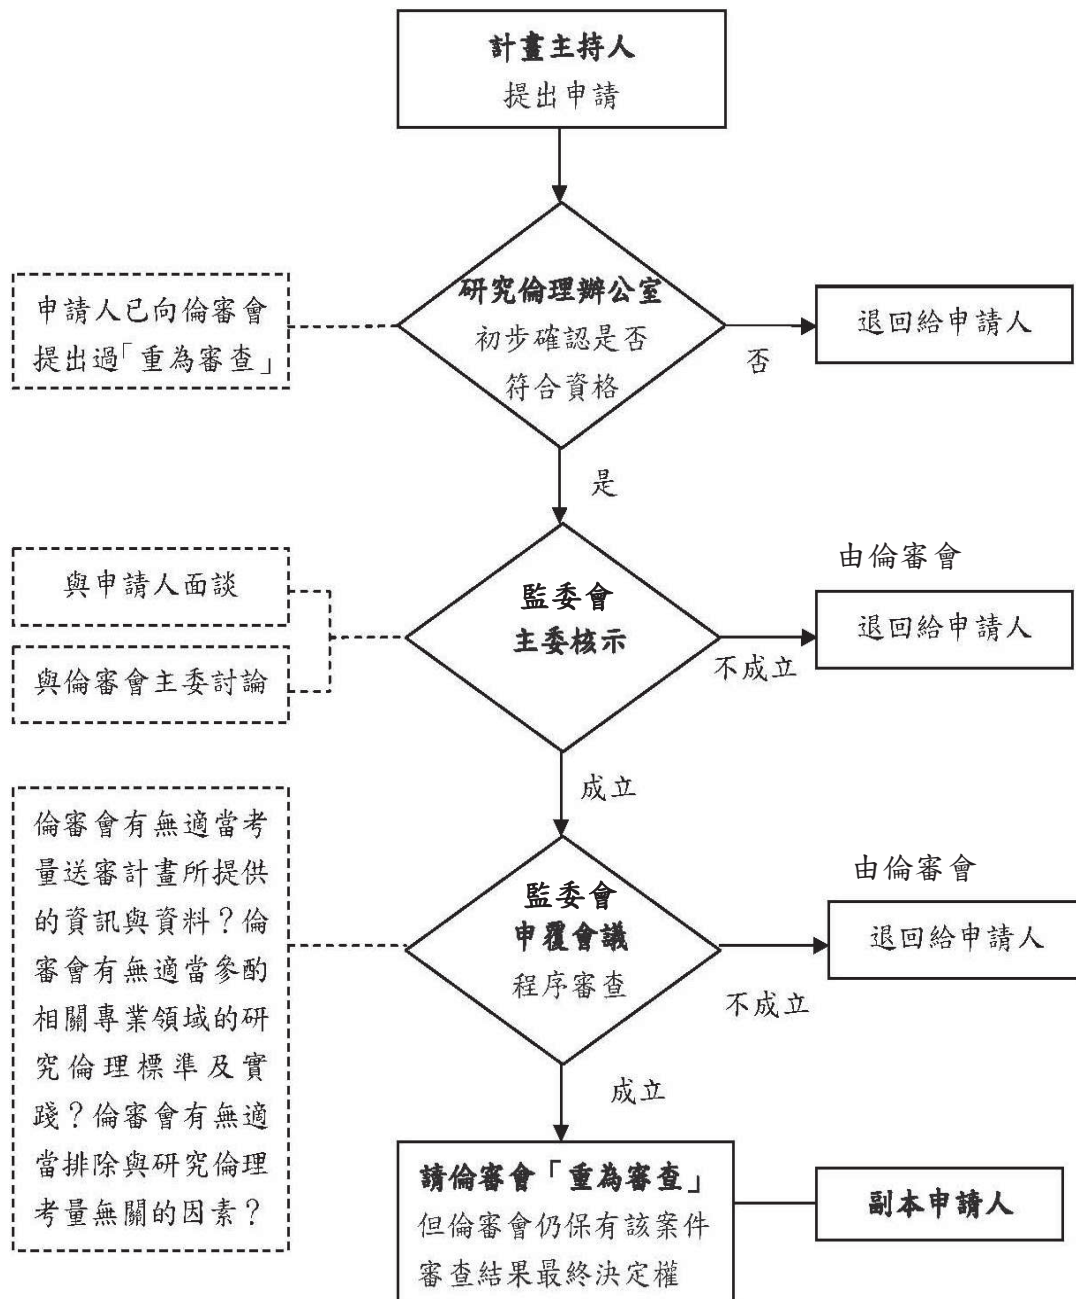 計畫主持人
提出申請
申請人已向倫審會
提出過「重為審查」
研究倫理辦公室
初步確認是否
符合資格
否
退回給申請人
是
與申請人面談
與倫審會主委討論
監委會
主委核示
不成立
由倫審會
退回給申請人
成立
倫審會有無適當考
量送審計畫所提供
的資訊與資料？倫
審會有無適當參酌
相關專業領域的研
究倫理標準及實
踐？倫審會有無適
當排除與研究倫理
考量無關的因素？
監委會
申覆會議
程序審查
不成立
由倫審會
退回給申請人
成立
請倫審會「重為審查」
但倫審會仍保有該案件
審查結果最終決定權
副本申請人